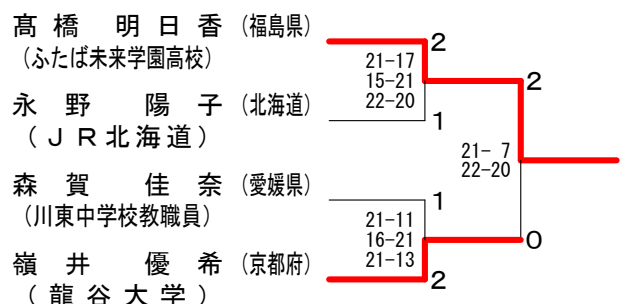 髙橋 明日香 (福島県)
(ふたば未来学園高校)
2
21-17
15-21
22-20
2
永野 陽子 (北海道)
(JR北海道)
1
21- 7
22-20
森賀 佳奈 (愛媛県)
(川東中学校教職員)
1
21-11
16-21
21-13
0
嶺井 優希 (京都府)
(龍谷大学)
2